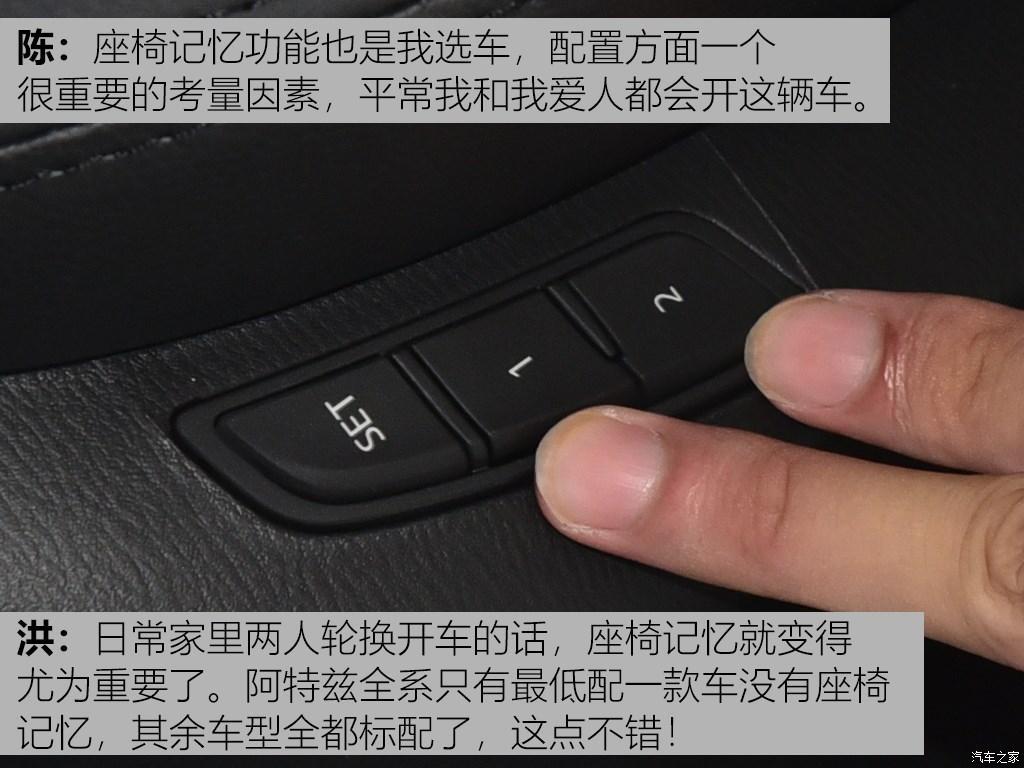 陈：座椅记忆功能也是我选车，配置方面一个
很重要的考量因素，平常我和我爱人都会开这辆车。
2
1
SET
洪：日常家里两人轮换开车的话，座椅记忆就变得
尤为重要了。阿特兹全系只有最低配一款车没有座椅
记忆，其余车型全都标配了，这点不错！
汽车之家